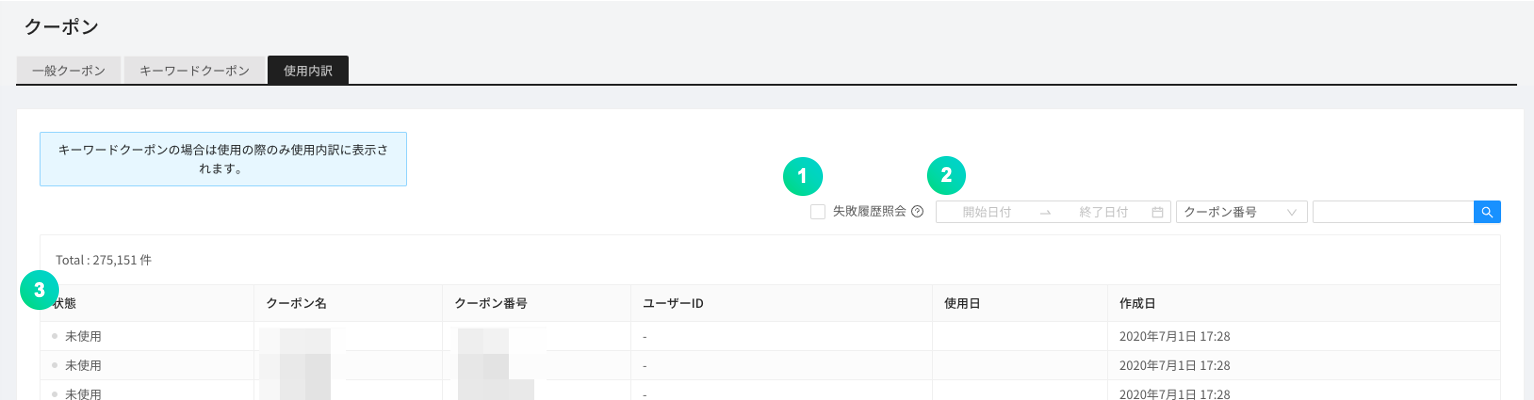 クーポン
一般クーポン キーワードクーポン 使用内訳
キーワードクーポンの場合は使用の際のみ使用内訳に表示さ
れます。
1 2
失敗履歴照会 開始日付 → 終了日付 クーポン番号
Total : 275,151 件
3 状態 クーポン名 クーポン番号 ユーザーID 使用日 作成日
未使用 - 2020年7月1日 17:28
未使用 - 2020年7月1日 17:28
未使用 - 2020年7月1日 17:28